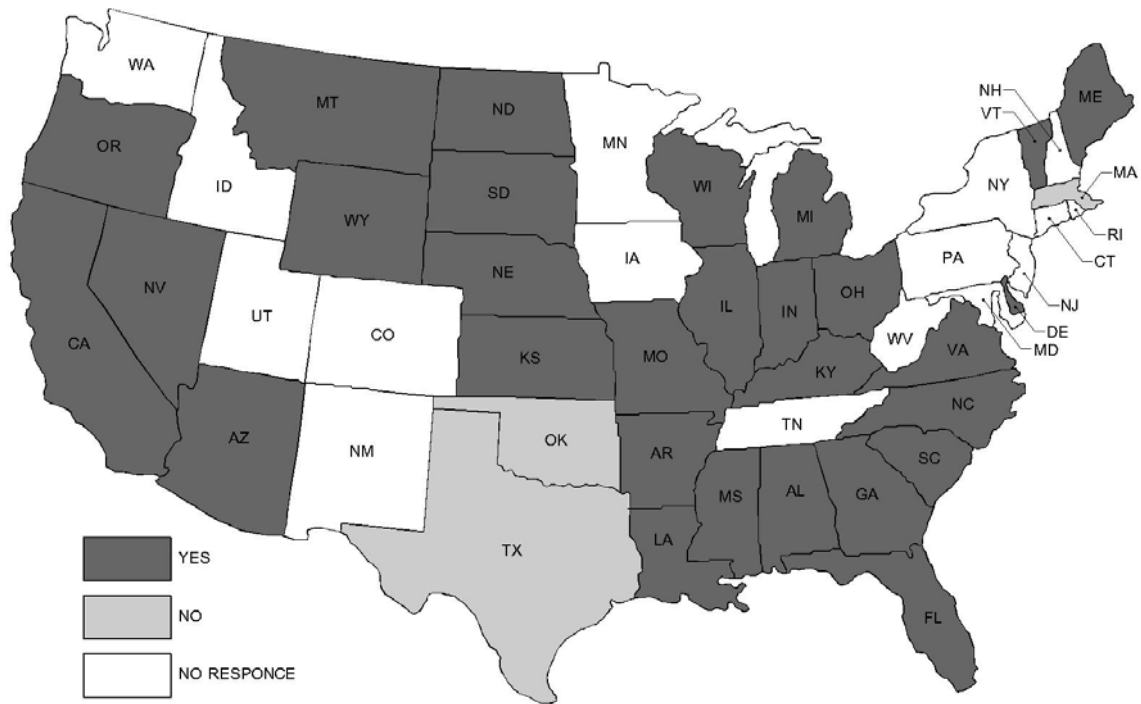 WA
MT
ND
MN
NH
VT
ME
OR
ID
SD
WI
MI
NY
MA
WY
RI
CT
NE
IA
PA
NJ
NV
UT
CO
IL
IN
OH
WV
DE
MD
CA
KS
MO
KY
VA
AZ
NM
OK
AR
TN
NC
SC
MS
AL
GA
TX
LA
FL
YES
NO
NO RESPONCE